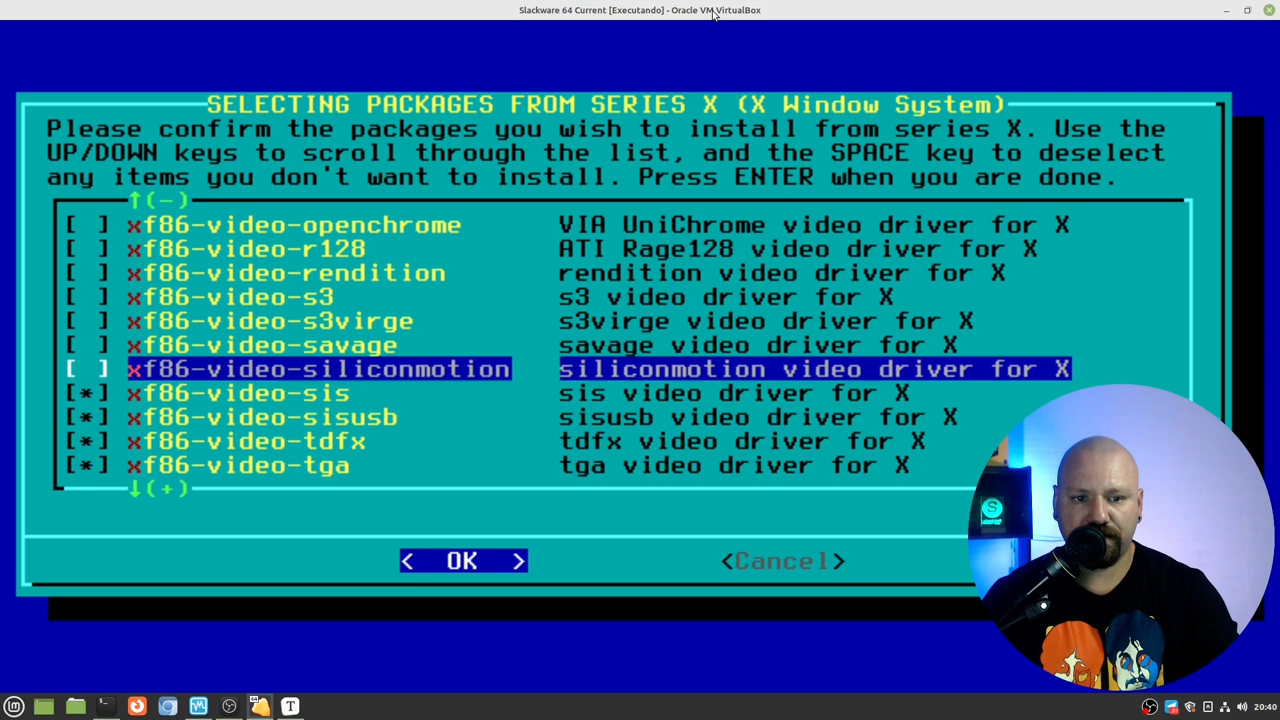 Slackware 64 Current [Executando] - Oracle VM VirtualBox
SELECTING PACKAGES FROM SERIES X (X Window System)
Please confirm the packages you wish to install from series X. Use the
UP/DOWN keys to scroll through the list, and the SPACE key to deselect
any items you don't want to install. Press ENTER when you are done.
↑(-)
[ ] xf86-video-openchrome VIA UniChrome video driver for X
[ ] xf86-video-r128 ATI Rage128 video driver for X
[ ] xf86-video-rendition rendition video driver for X
[ ] xf86-video-s3 s3 video driver for X
[ ] xf86-video-s3virge s3virge video driver for X
[ ] xf86-video-savage savage video driver for X
[ ] xf86-video-siliconmotion siliconmotion video driver for X
[*] xf86-video-sis sis video driver for X
[*] xf86-video-sisusb sisusb video driver for X
[*] xf86-video-tdfx tdfx video driver for X
[*] xf86-video-tga tga video driver for X
↓(+)
< OK > <Cancel>
S
64
T
20:40